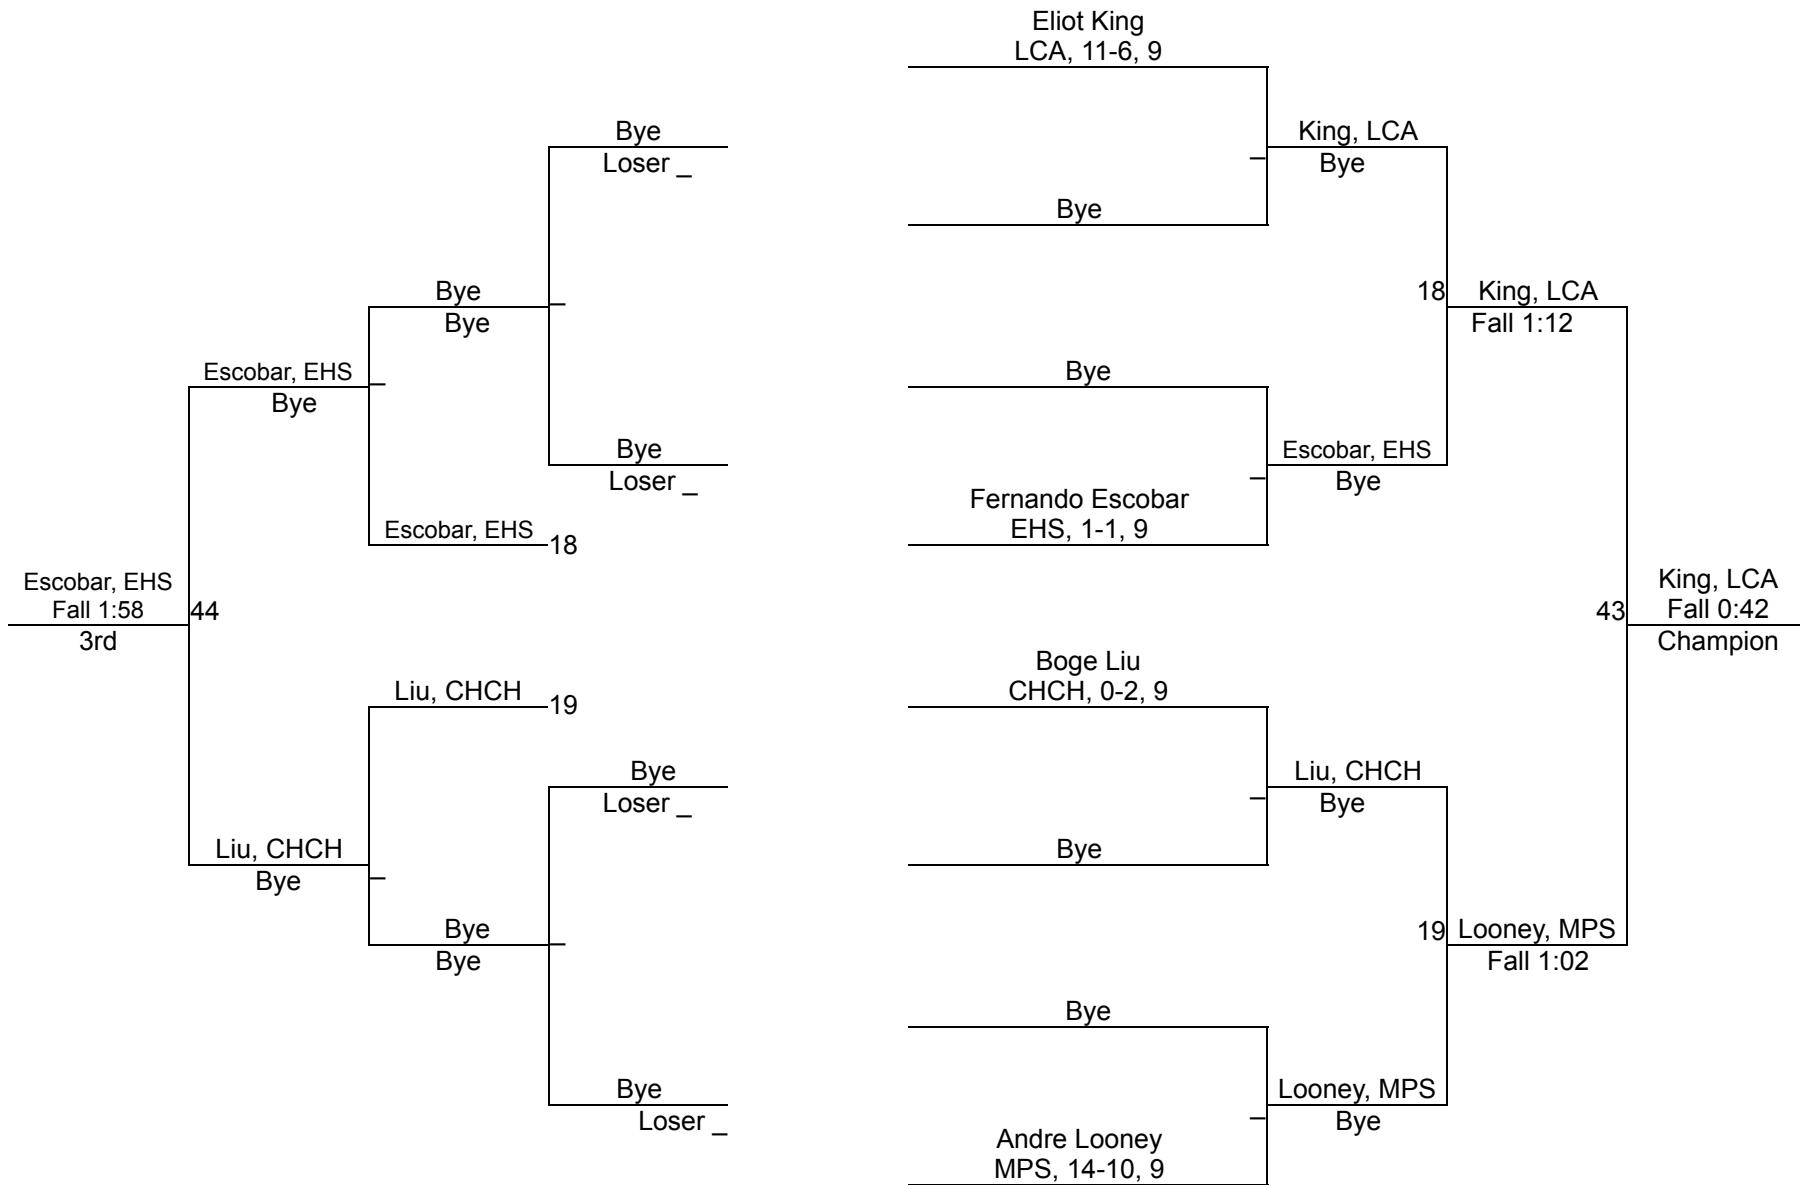 Eliot King
LCA, 11-6, 9
Bye
Loser _
King, LCA
Bye
_
Bye
Bye
Bye
_
18
King, LCA
Fall 1:12
Escobar, EHS
Bye
_
Bye
Bye
Loser _
Escobar, EHS
Bye
_
Fernando Escobar
EHS, 1-1, 9
Escobar, EHS
18
Escobar, EHS
Fall 1:58
3rd
44
43
King, LCA
Fall 0:42
Champion
Boge Liu
CHCH, 0-2, 9
Liu, CHCH
19
Bye
Loser _
Liu, CHCH
Bye
_
Liu, CHCH
Bye
_
Bye
Bye
Bye
_
19
Looney, MPS
Fall 1:02
Bye
Bye
Loser _
Looney, MPS
Bye
_
Andre Looney
MPS, 14-10, 9